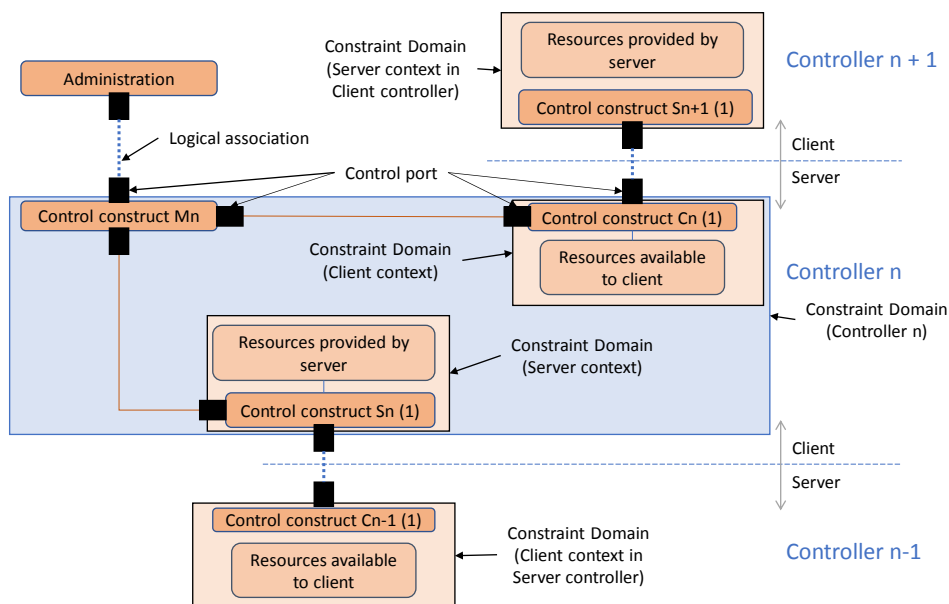 Constraint Domain
(Server context in
Client controller)
Resources provided by
server
Control construct Sn+1 (1)
Controller n + 1
Administration
Logical association
Client
Server
Control port
Control construct Mn
Control construct Cn (1)
Resources available
to client
Constraint Domain
(Client context)
Controller n
Constraint Domain
(Controller n)
Resources provided by
server
Control construct Sn (1)
Constraint Domain
(Server context)
Client
Server
Control construct Cn-1 (1)
Resources available
to client
Constraint Domain
(Client context in
Server controller)
Controller n-1